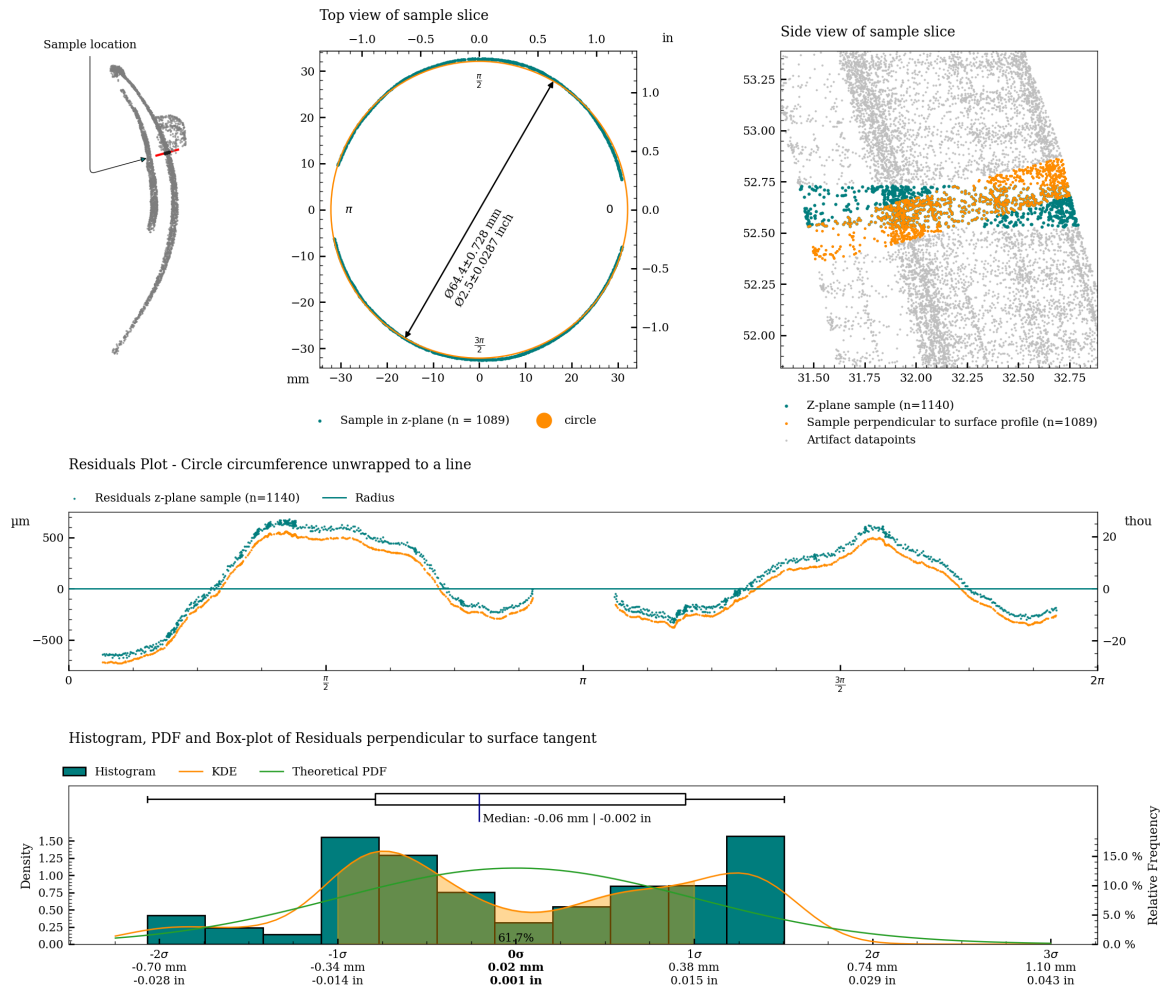 Top view of sample slice
Sample location
−1.0 −0.5 0.0 0.5 1.0 in
Side view of sample slice
30
20
10
0
−10
−20
−30
mm
1.0
0.5
0.0
−0.5
−1.0
π/2
π
0
3π/2
Ø64.4±0.728 mm
Ø2.5±0.0287 inch
−30 −20 −10 0 10 20 30
Sample in z-plane (n = 1089) circle
53.25
53.00
52.75
52.50
52.25
52.00
31.50 31.75 32.00 32.25 32.50 32.75
Z-plane sample (n=1140)
Sample perpendicular to surface profile (n=1089)
Artifact datapoints
Residuals Plot - Circle circumference unwrapped to a line
Residuals z-plane sample (n=1140) Radius
µm
500
0
−500
thou
20
0
−20
0 π/2 π 3π/2 2π
Histogram, PDF and Box-plot of Residuals perpendicular to surface tangent
Histogram KDE Theoretical PDF
Median: -0.06 mm | -0.002 in
Density
1.50
1.25
1.00
0.75
0.50
0.25
0.00
Relative Frequency
15.0 %
10.0 %
5.0 %
0.0 %
61.7%
-2σ -1σ 0σ 1σ 2σ 3σ
-0.70 mm -0.34 mm 0.02 mm 0.38 mm 0.74 mm 1.10 mm
-0.028 in -0.014 in 0.001 in 0.015 in 0.029 in 0.043 in